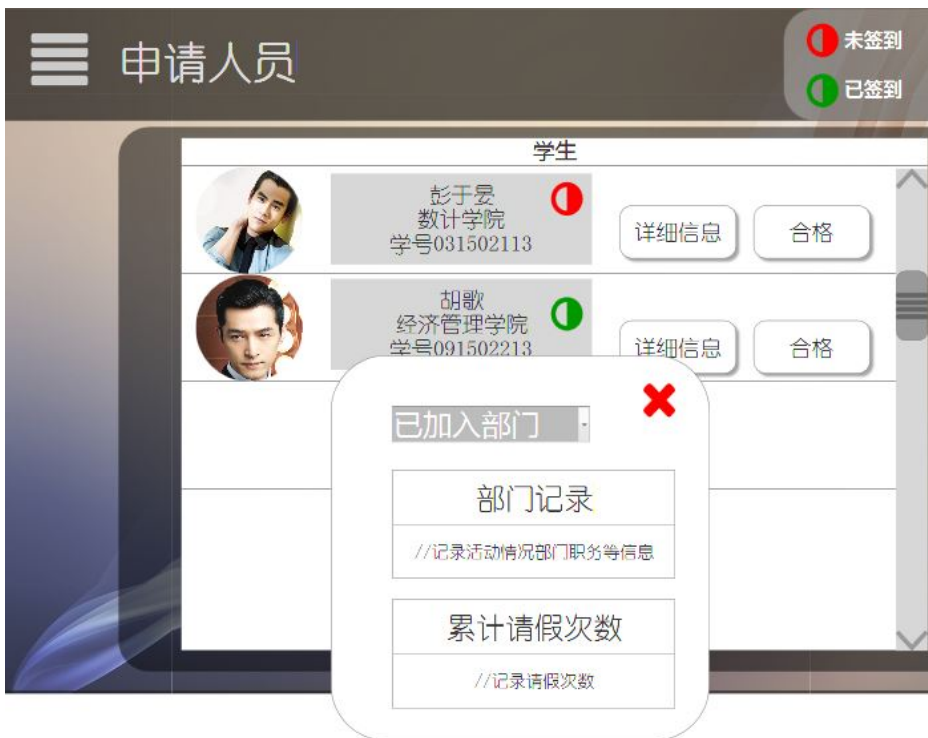 申请人员
未签到
已签到
学生
彭于晏
数计学院
学号031502113
详细信息
合格
胡歌
经济管理学院
学号091502213
详细信息
合格
已加入部门
部门记录
//记录活动情况部门职务等信息
累计请假次数
//记录请假次数